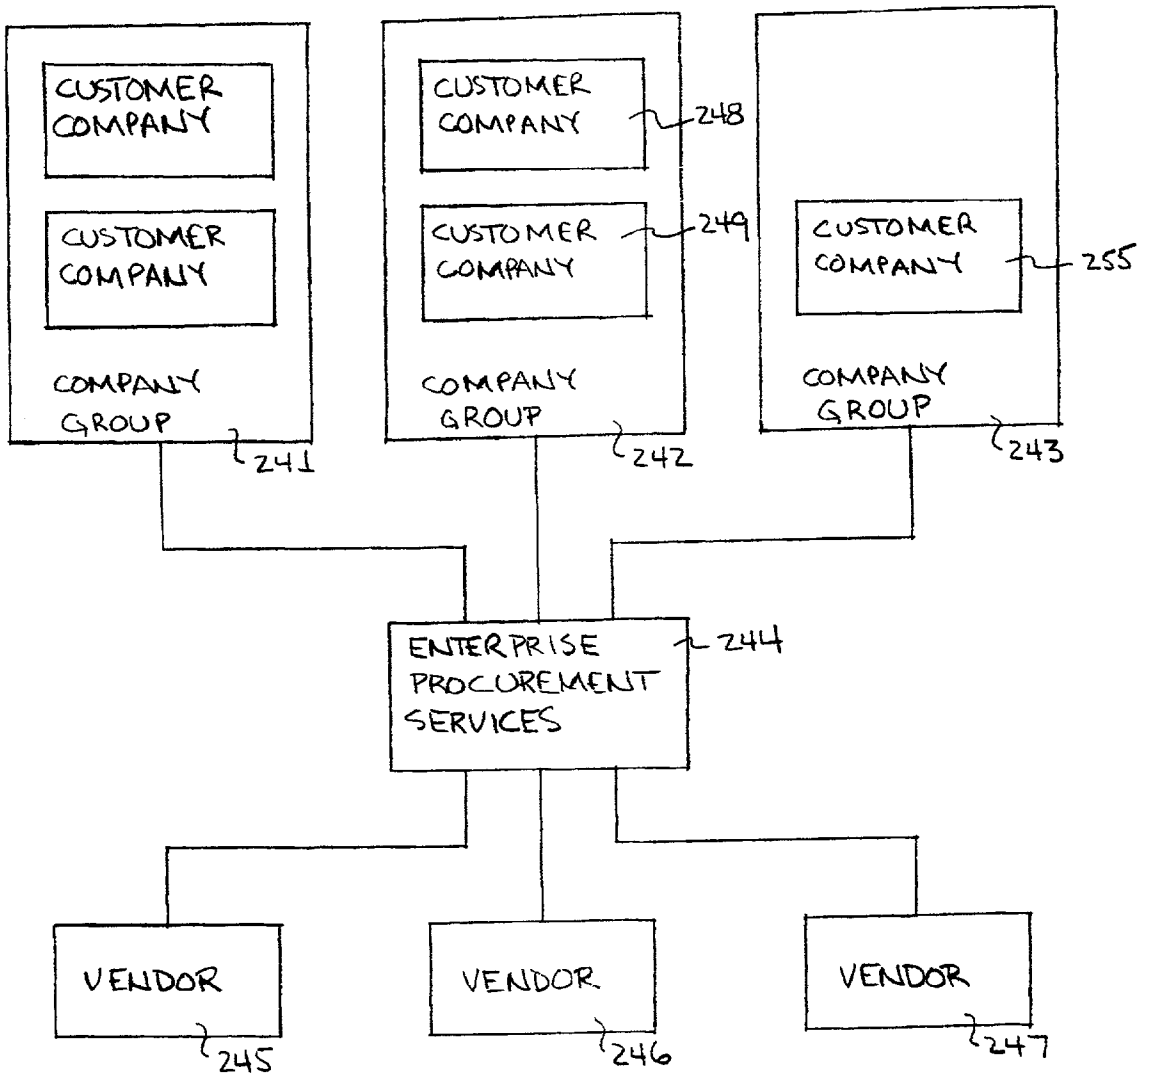 CUSTOMER
COMPANY
CUSTOMER
COMPANY
COMPANY
GROUP
241
CUSTOMER
COMPANY
248
CUSTOMER
COMPANY
249
COMPANY
GROUP
242
CUSTOMER
COMPANY
255
COMPANY
GROUP
243
ENTERPRISE
PROCUREMENT
SERVICES
244
VENDOR
245
VENDOR
246
VENDOR
247